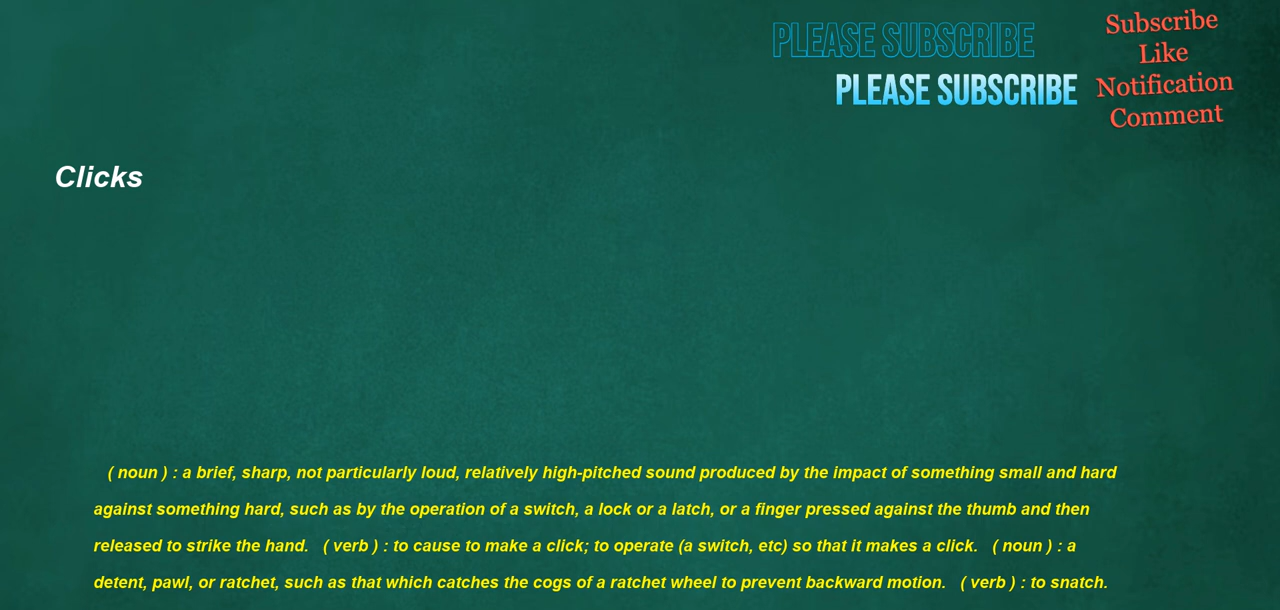 PLEASE SUBSCRIBE
PLEASE SUBSCRIBE
Subscribe
Like
Notification
Comment
Clicks
( noun ) : a brief, sharp, not particularly loud, relatively high-pitched sound produced by the impact of something small and hard
against something hard, such as by the operation of a switch, a lock or a latch, or a finger pressed against the thumb and then
released to strike the hand. ( verb ) : to cause to make a click; to operate (a switch, etc) so that it makes a click. ( noun ) : a
detent, pawl, or ratchet, such as that which catches the cogs of a ratchet wheel to prevent backward motion. ( verb ) : to snatch.